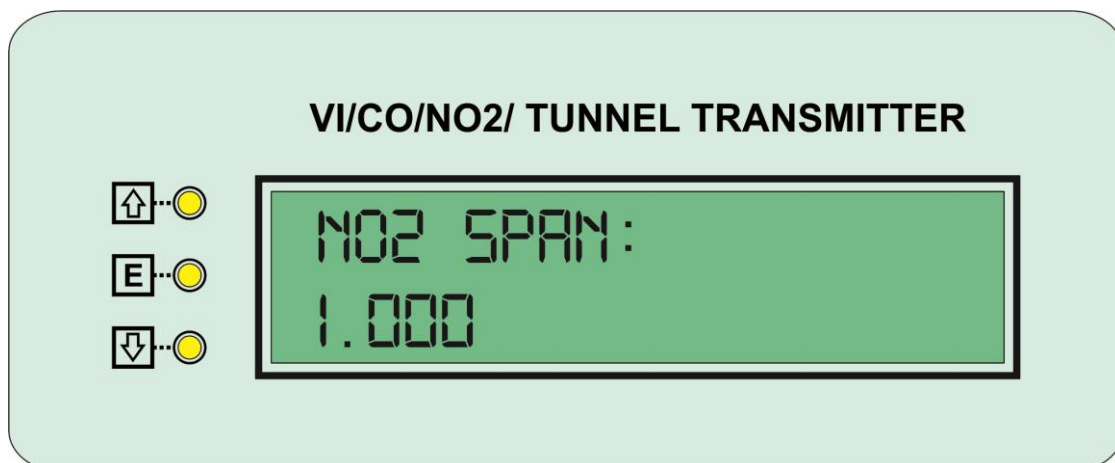 VI/CO/NO2/ TUNNEL TRANSMITTER
NO2 SPAN:
E
1.000